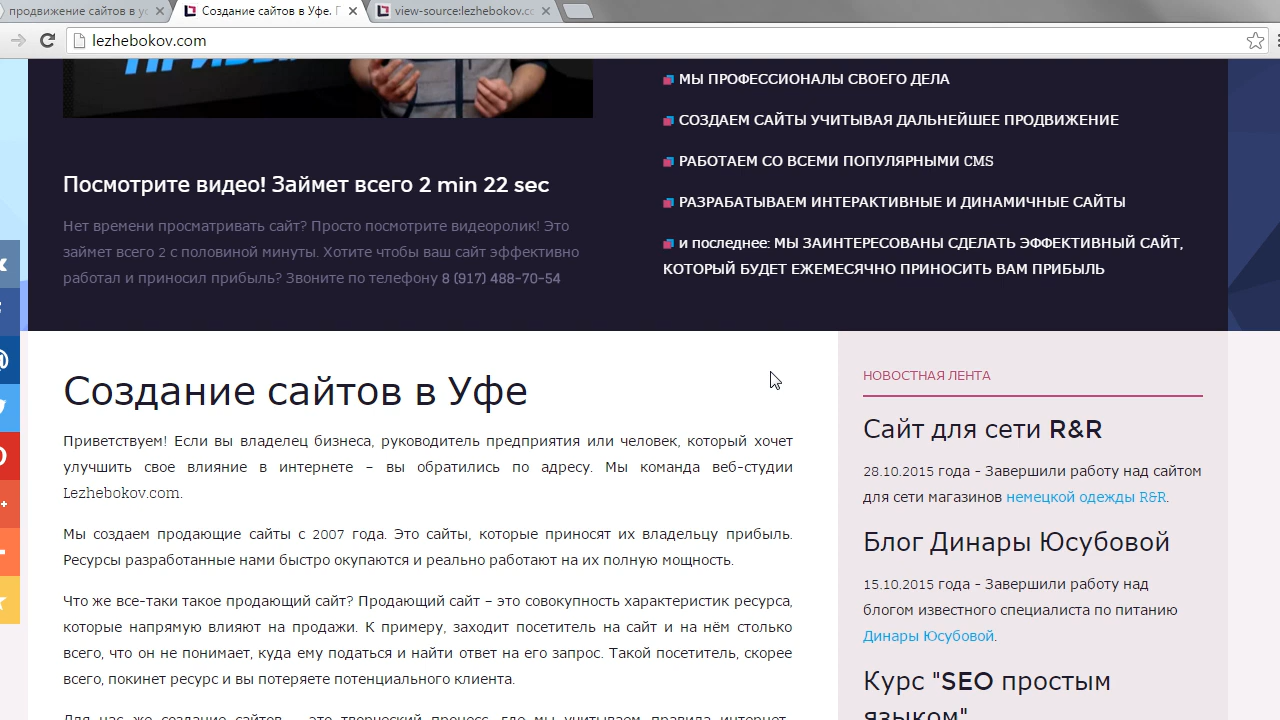 продвижение сайтов в ус
Создание сайтов в Уфе. Г
view-source:lezhebokov.co
lezhebokov.com
МЫ ПРОФЕССИОНАЛЫ СВОЕГО ДЕЛА
СОЗДАЕМ САЙТЫ УЧИТЫВАЯ ДАЛЬНЕЙШЕЕ ПРОДВИЖЕНИЕ
РАБОТАЕМ СО ВСЕМИ ПОПУЛЯРНЫМИ CMS
РАЗРАБАТЫВАЕМ ИНТЕРАКТИВНЫЕ И ДИНАМИЧНЫЕ САЙТЫ
и последнее: МЫ ЗАИНТЕРЕСОВАНЫ СДЕЛАТЬ ЭФФЕКТИВНЫЙ САЙТ,
КОТОРЫЙ БУДЕТ ЕЖЕМЕСЯЧНО ПРИНОСИТЬ ВАМ ПРИБЫЛЬ
Посмотрите видео! Займет всего 2 min 22 sec
Нет времени просматривать сайт? Просто посмотрите видеоролик! Это
займет всего 2 с половиной минуты. Хотите чтобы ваш сайт эффективно
работал и приносил прибыль? Звоните по телефону 8 (917) 488-70-54
Создание сайтов в Уфе
Приветствуем! Если вы владелец бизнеса, руководитель предприятия или человек, который хочет
улучшить свое влияние в интернете – вы обратились по адресу. Мы команда веб-студии
Lezhebokov.com.
Мы создаем продающие сайты с 2007 года. Это сайты, которые приносят их владельцу прибыль.
Ресурсы разработанные нами быстро окупаются и реально работают на их полную мощность.
Что же все-таки такое продающий сайт? Продающий сайт – это совокупность характеристик ресурса,
которые напрямую влияют на продажи. К примеру, заходит посетитель на сайт и на нём столько
всего, что он не понимает, куда ему податься и найти ответ на его запрос. Такой посетитель, скорее
всего, покинет ресурс и вы потеряете потенциального клиента.
Для нас же создание сайтов – это творческий процесс, где мы учитываем правила интернет-
НОВОСТНАЯ ЛЕНТА
Сайт для сети R&R
28.10.2015 года - Завершили работу над сайтом
для сети магазинов немецкой одежды R&R.
Блог Динары Юсубовой
15.10.2015 года - Завершили работу над
блогом известного специалиста по питанию
Динары Юсубовой.
Курс "SEO простым
языком"